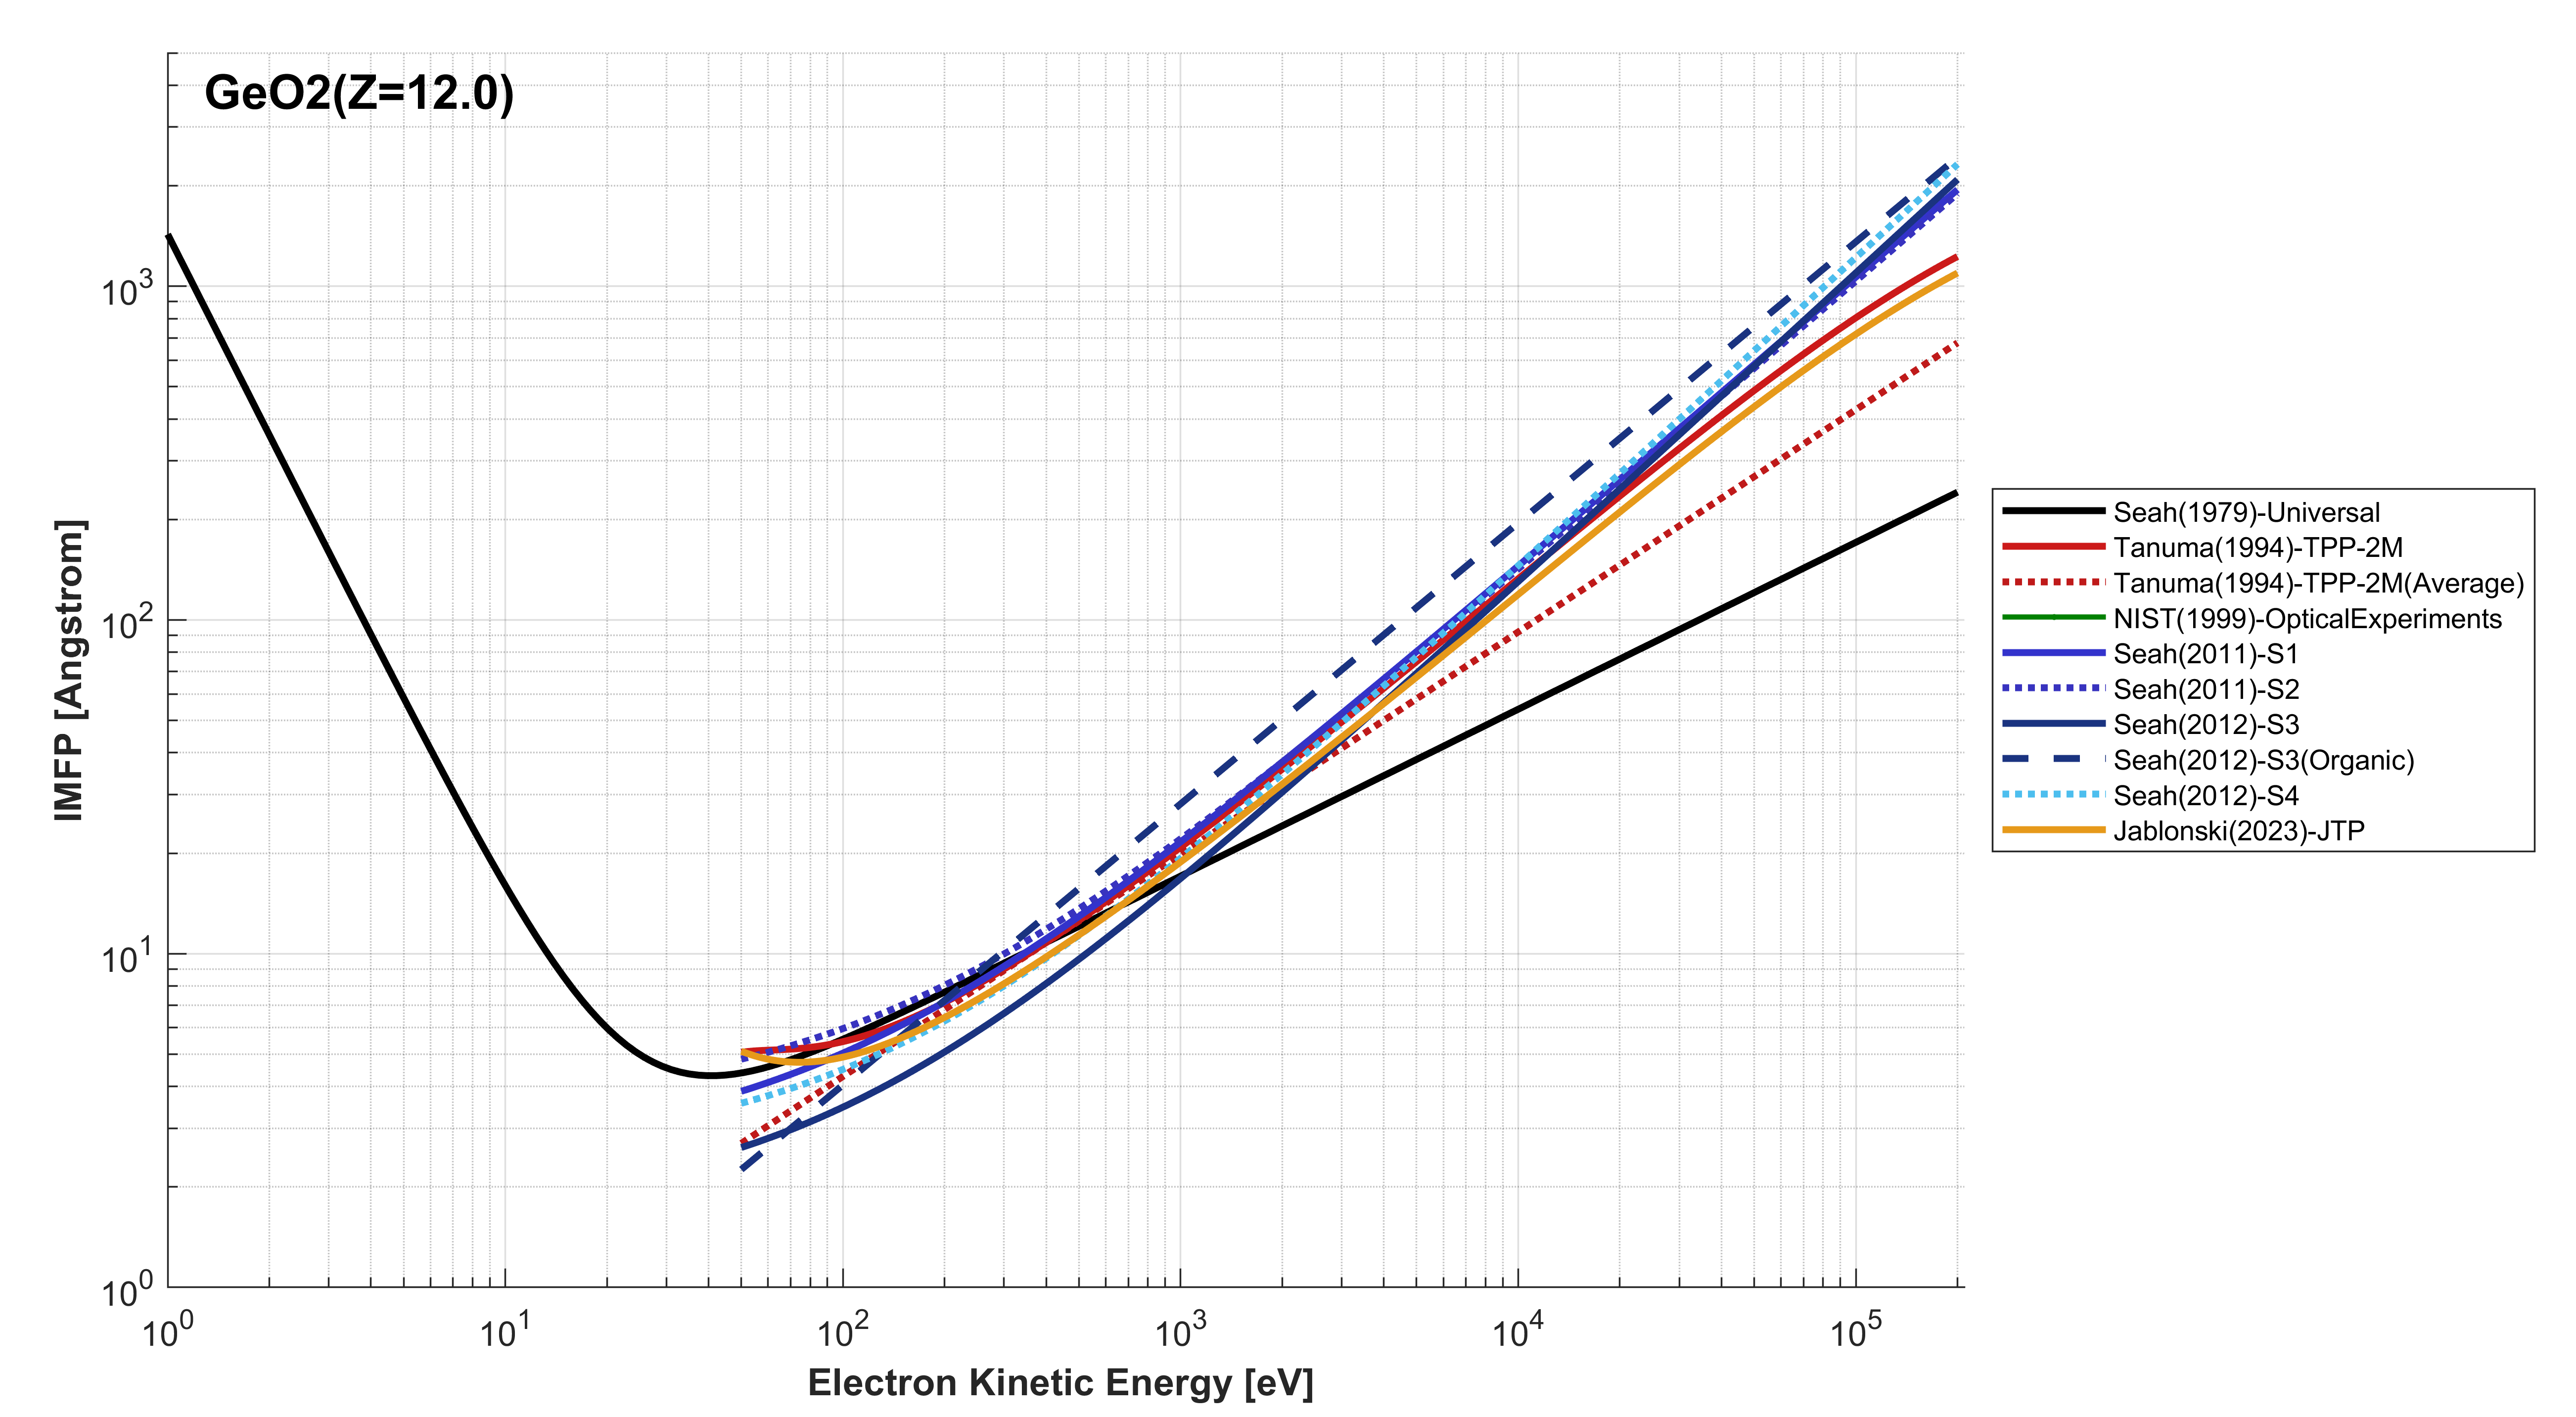 GeO2(Z=12.0)
10^3
10^2
10^1
10^0
IMFP [Angstrom]
10^0 10^1 10^2 10^3 10^4 10^5
Electron Kinetic Energy [eV]
Seah(1979)-Universal
Tanuma(1994)-TPP-2M
Tanuma(1994)-TPP-2M(Average)
NIST(1999)-OpticalExperiments
Seah(2011)-S1
Seah(2011)-S2
Seah(2012)-S3
Seah(2012)-S3(Organic)
Seah(2012)-S4
Jablonski(2023)-JTP